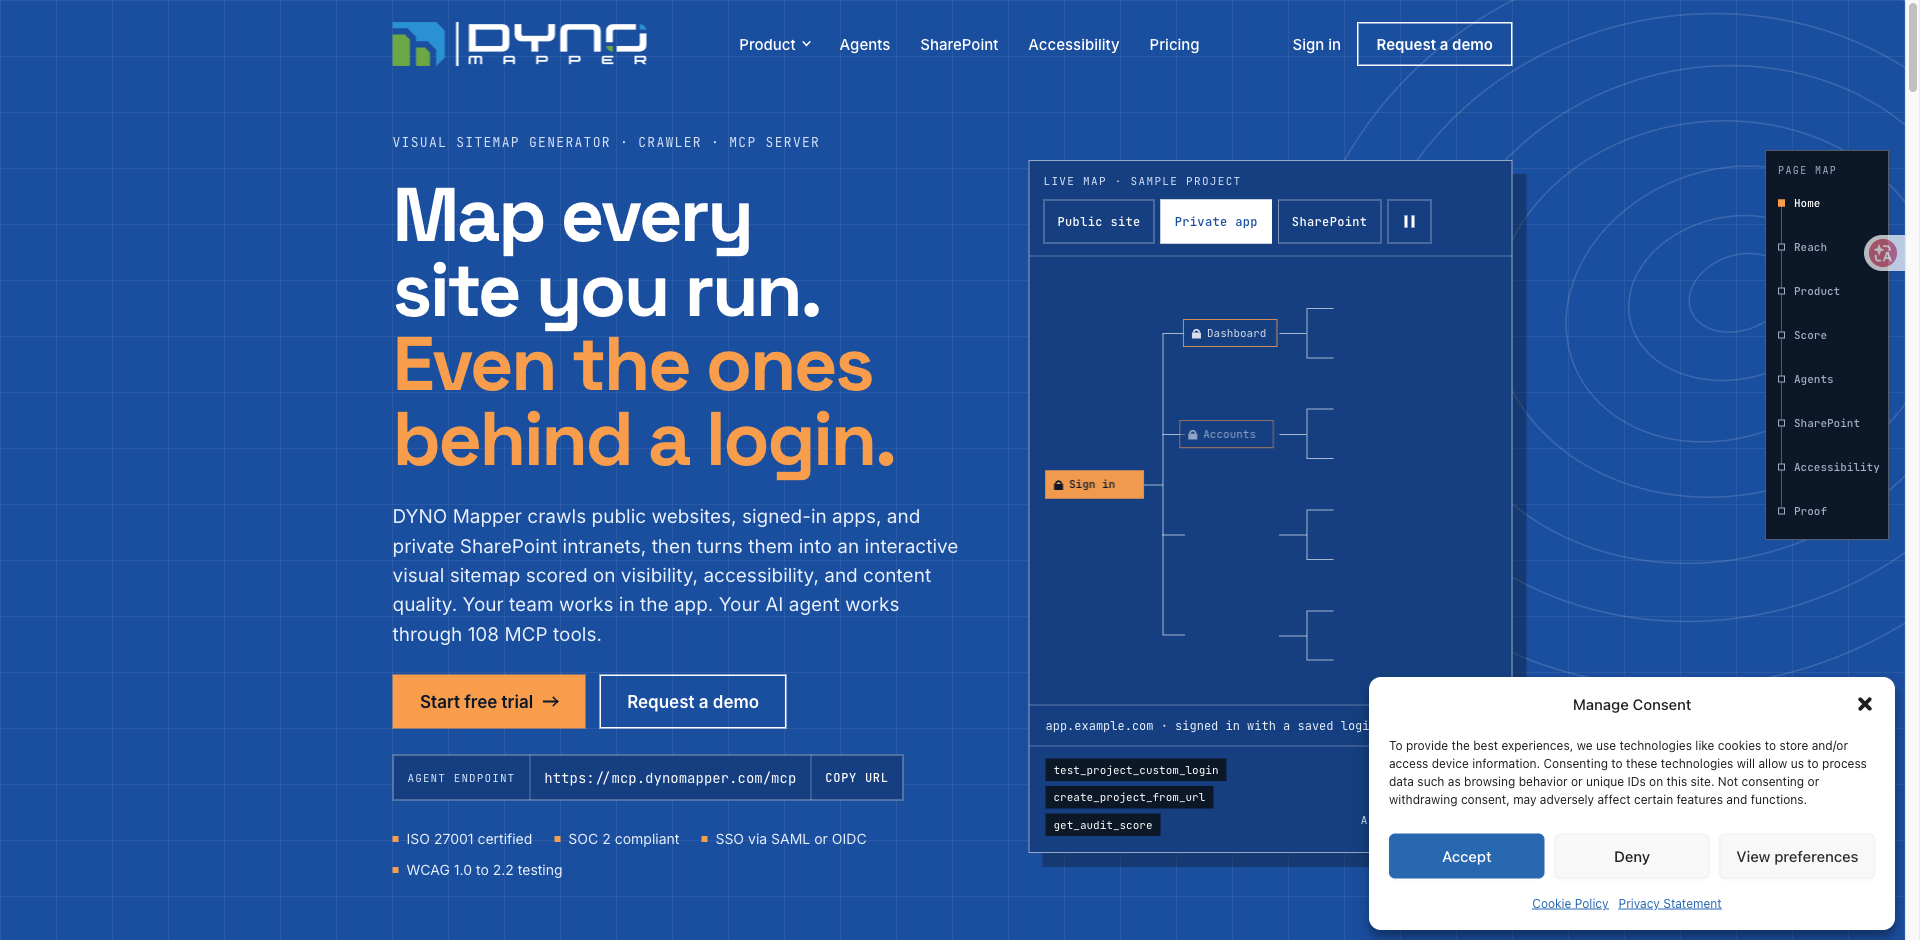 DYNO
MAPPER
Product
Agents
SharePoint
Accessibility
Pricing
Sign in
Request a demo
VISUAL SITEMAP GENERATOR · CRAWLER · MCP SERVER
Map every
site you run.
Even the ones
behind a login.
DYNO Mapper crawls public websites, signed-in apps, and
private SharePoint intranets, then turns them into an interactive
visual sitemap scored on visibility, accessibility, and content
quality. Your team works in the app. Your AI agent works
through 108 MCP tools.
Start free trial →
Request a demo
AGENT ENDPOINT
https://mcp.dynomapper.com/mcp
COPY URL
ISO 27001 certified
SOC 2 compliant
SSO via SAML or OIDC
WCAG 1.0 to 2.2 testing
LIVE MAP · SAMPLE PROJECT
Public site
Private app
SharePoint
Dashboard
Accounts
Sign in
app.example.com · signed in with a saved logi
test_project_custom_login
create_project_from_url
get_audit_score
A
PAGE MAP
Home
Reach
Product
Score
Agents
SharePoint
Accessibility
Proof
Manage Consent
To provide the best experiences, we use technologies like cookies to store and/or
access device information. Consenting to these technologies will allow us to process
data such as browsing behavior or unique IDs on this site. Not consenting or
withdrawing consent, may adversely affect certain features and functions.
Accept
Deny
View preferences
Cookie Policy
Privacy Statement